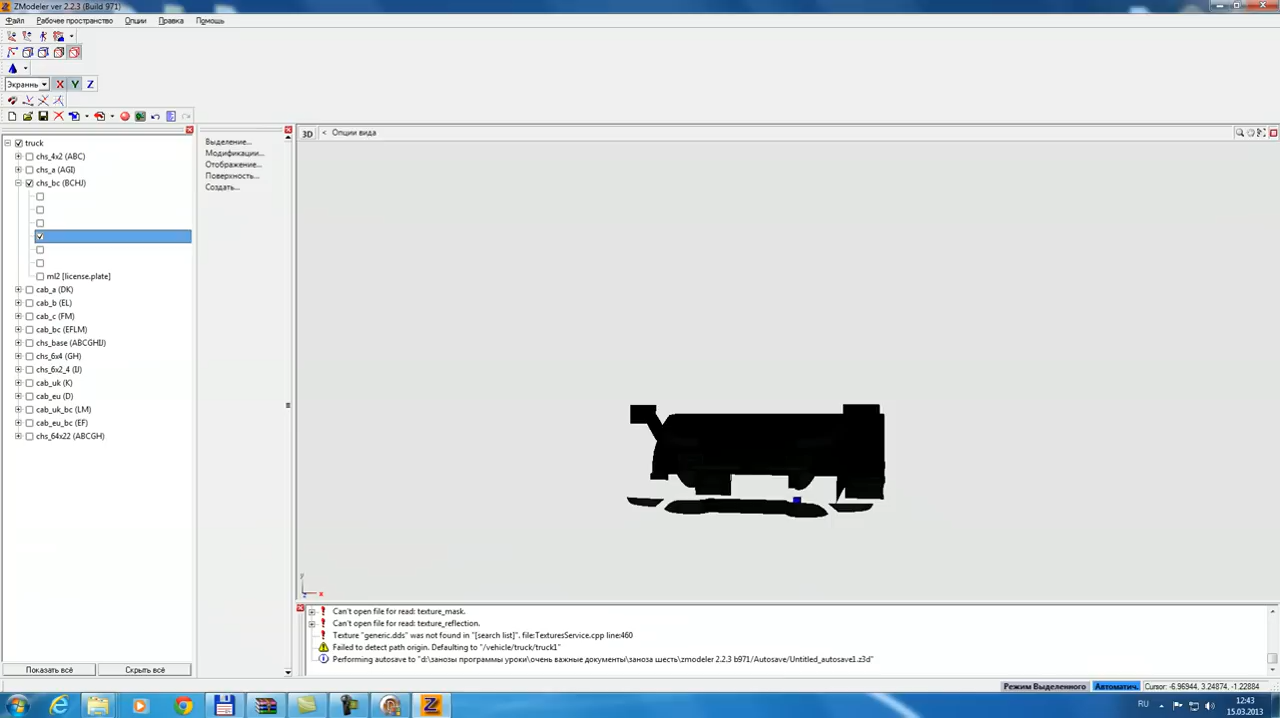 ZModeler ver 2.2.3 (Build 971)
Файл Рабочее пространство Опции Правка Помощь
Экраннь X Y Z
truck
chs_4x2 (ABC)
chs_a (AGI)
chs_bc (BCHJ)
ml2 [license.plate]
cab_a (DK)
cab_b (EL)
cab_c (FM)
cab_bc (EFLM)
chs_base (ABCGHIJ)
chs_6x4 (GH)
chs_6x2_4 (IJ)
cab_uk (K)
cab_eu (D)
cab_uk_bc (LM)
cab_eu_bc (EF)
chs_64x22 (ABCGH)
Показать всё Скрыть всё
Выделение...
Модификации...
Отображение...
Поверхность...
Создать...
3D < Опции вида
y
z x
Can't open file for read: texture_mask.
Can't open file for read: texture_reflection.
Texture "generic.dds" was not found in "[search list]". file:TexturesService.cpp line:460
Failed to detect path origin. Defaulting to "/vehicle/truck/truck1"
Performing autosave to "d:\занозы программы уроки\очень важные документы\заноза шесть\zmodeler 2.2.3 b971/Autosave/Untitled_autosave1.z3d"
Режим Выделенного Автоматич. Cursor: -6.96944, 3.24874, -1.22884
RU 12:43
15.03.2013